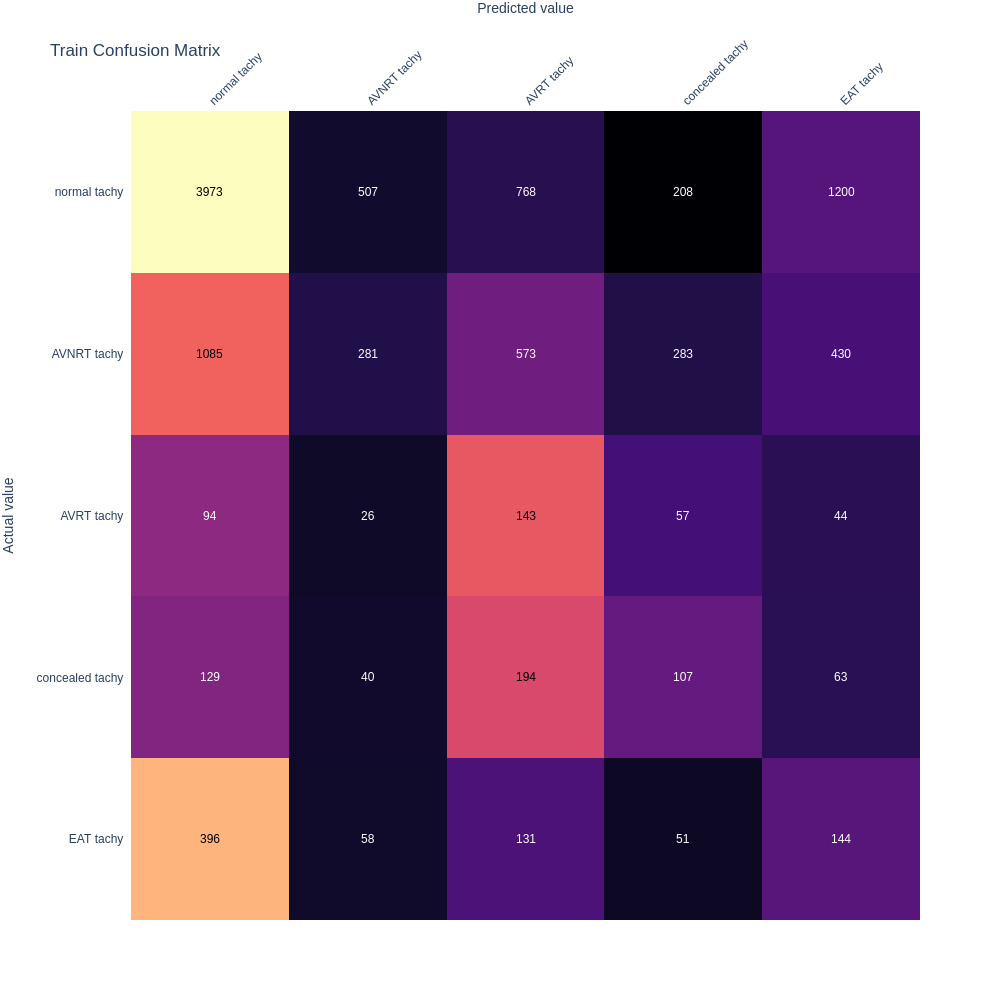 Predicted value
Train Confusion Matrix
normal tachy AVNRT tachy AVRT tachy concealed tachy EAT tachy
normal tachy 3973 507 768 208 1200
AVNRT tachy 1085 281 573 283 430
Actual value
AVRT tachy 94 26 143 57 44
concealed tachy 129 40 194 107 63
EAT tachy 396 58 131 51 144